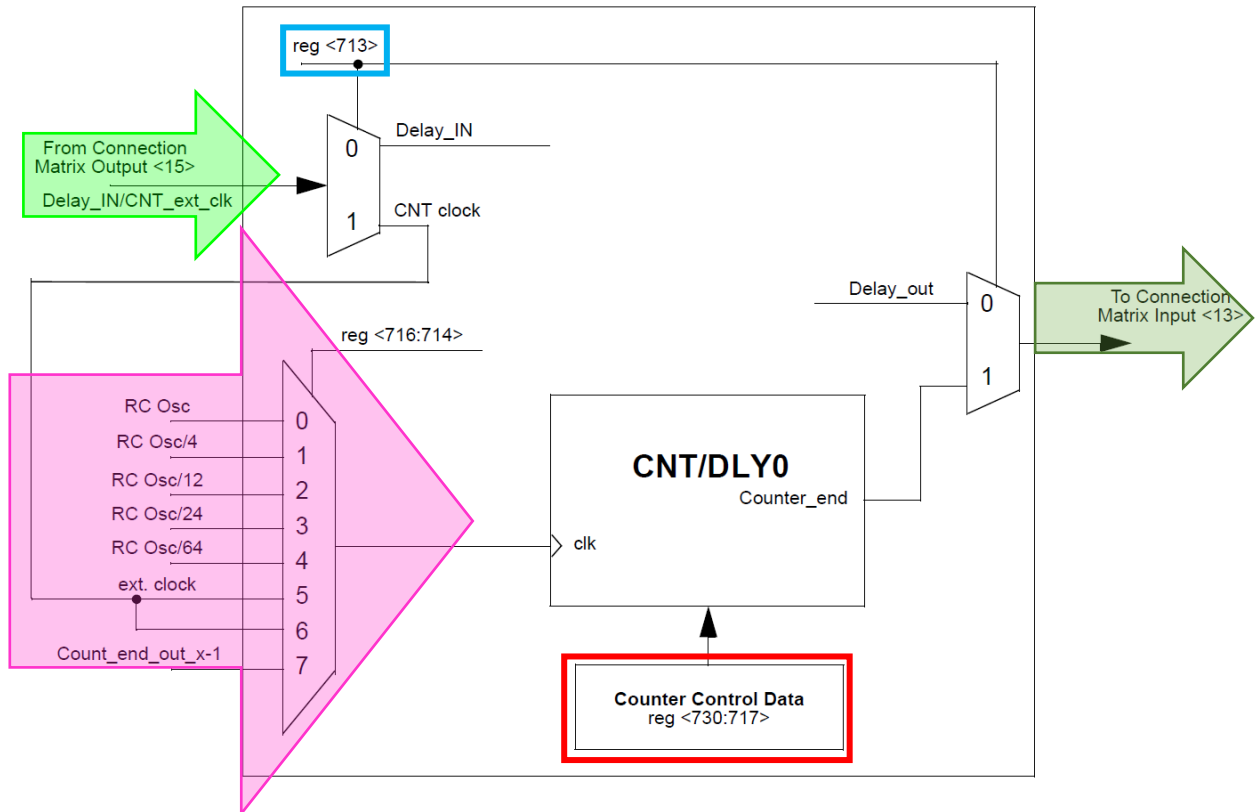 reg <713>
0
Delay_IN
From Connection
Matrix Output <15>
Delay_IN/CNT_ext_clk
1
CNT clock
Delay_out
0
To Connection
Matrix Input <13>
reg <716:714>
1
RC Osc
0
RC Osc/4
1
RC Osc/12
2
RC Osc/24
3
RC Osc/64
4
ext. clock
5
6
Count_end_out_x-1
7
CNT/DLY0
Counter_end
clk
Counter Control Data
reg <730:717>